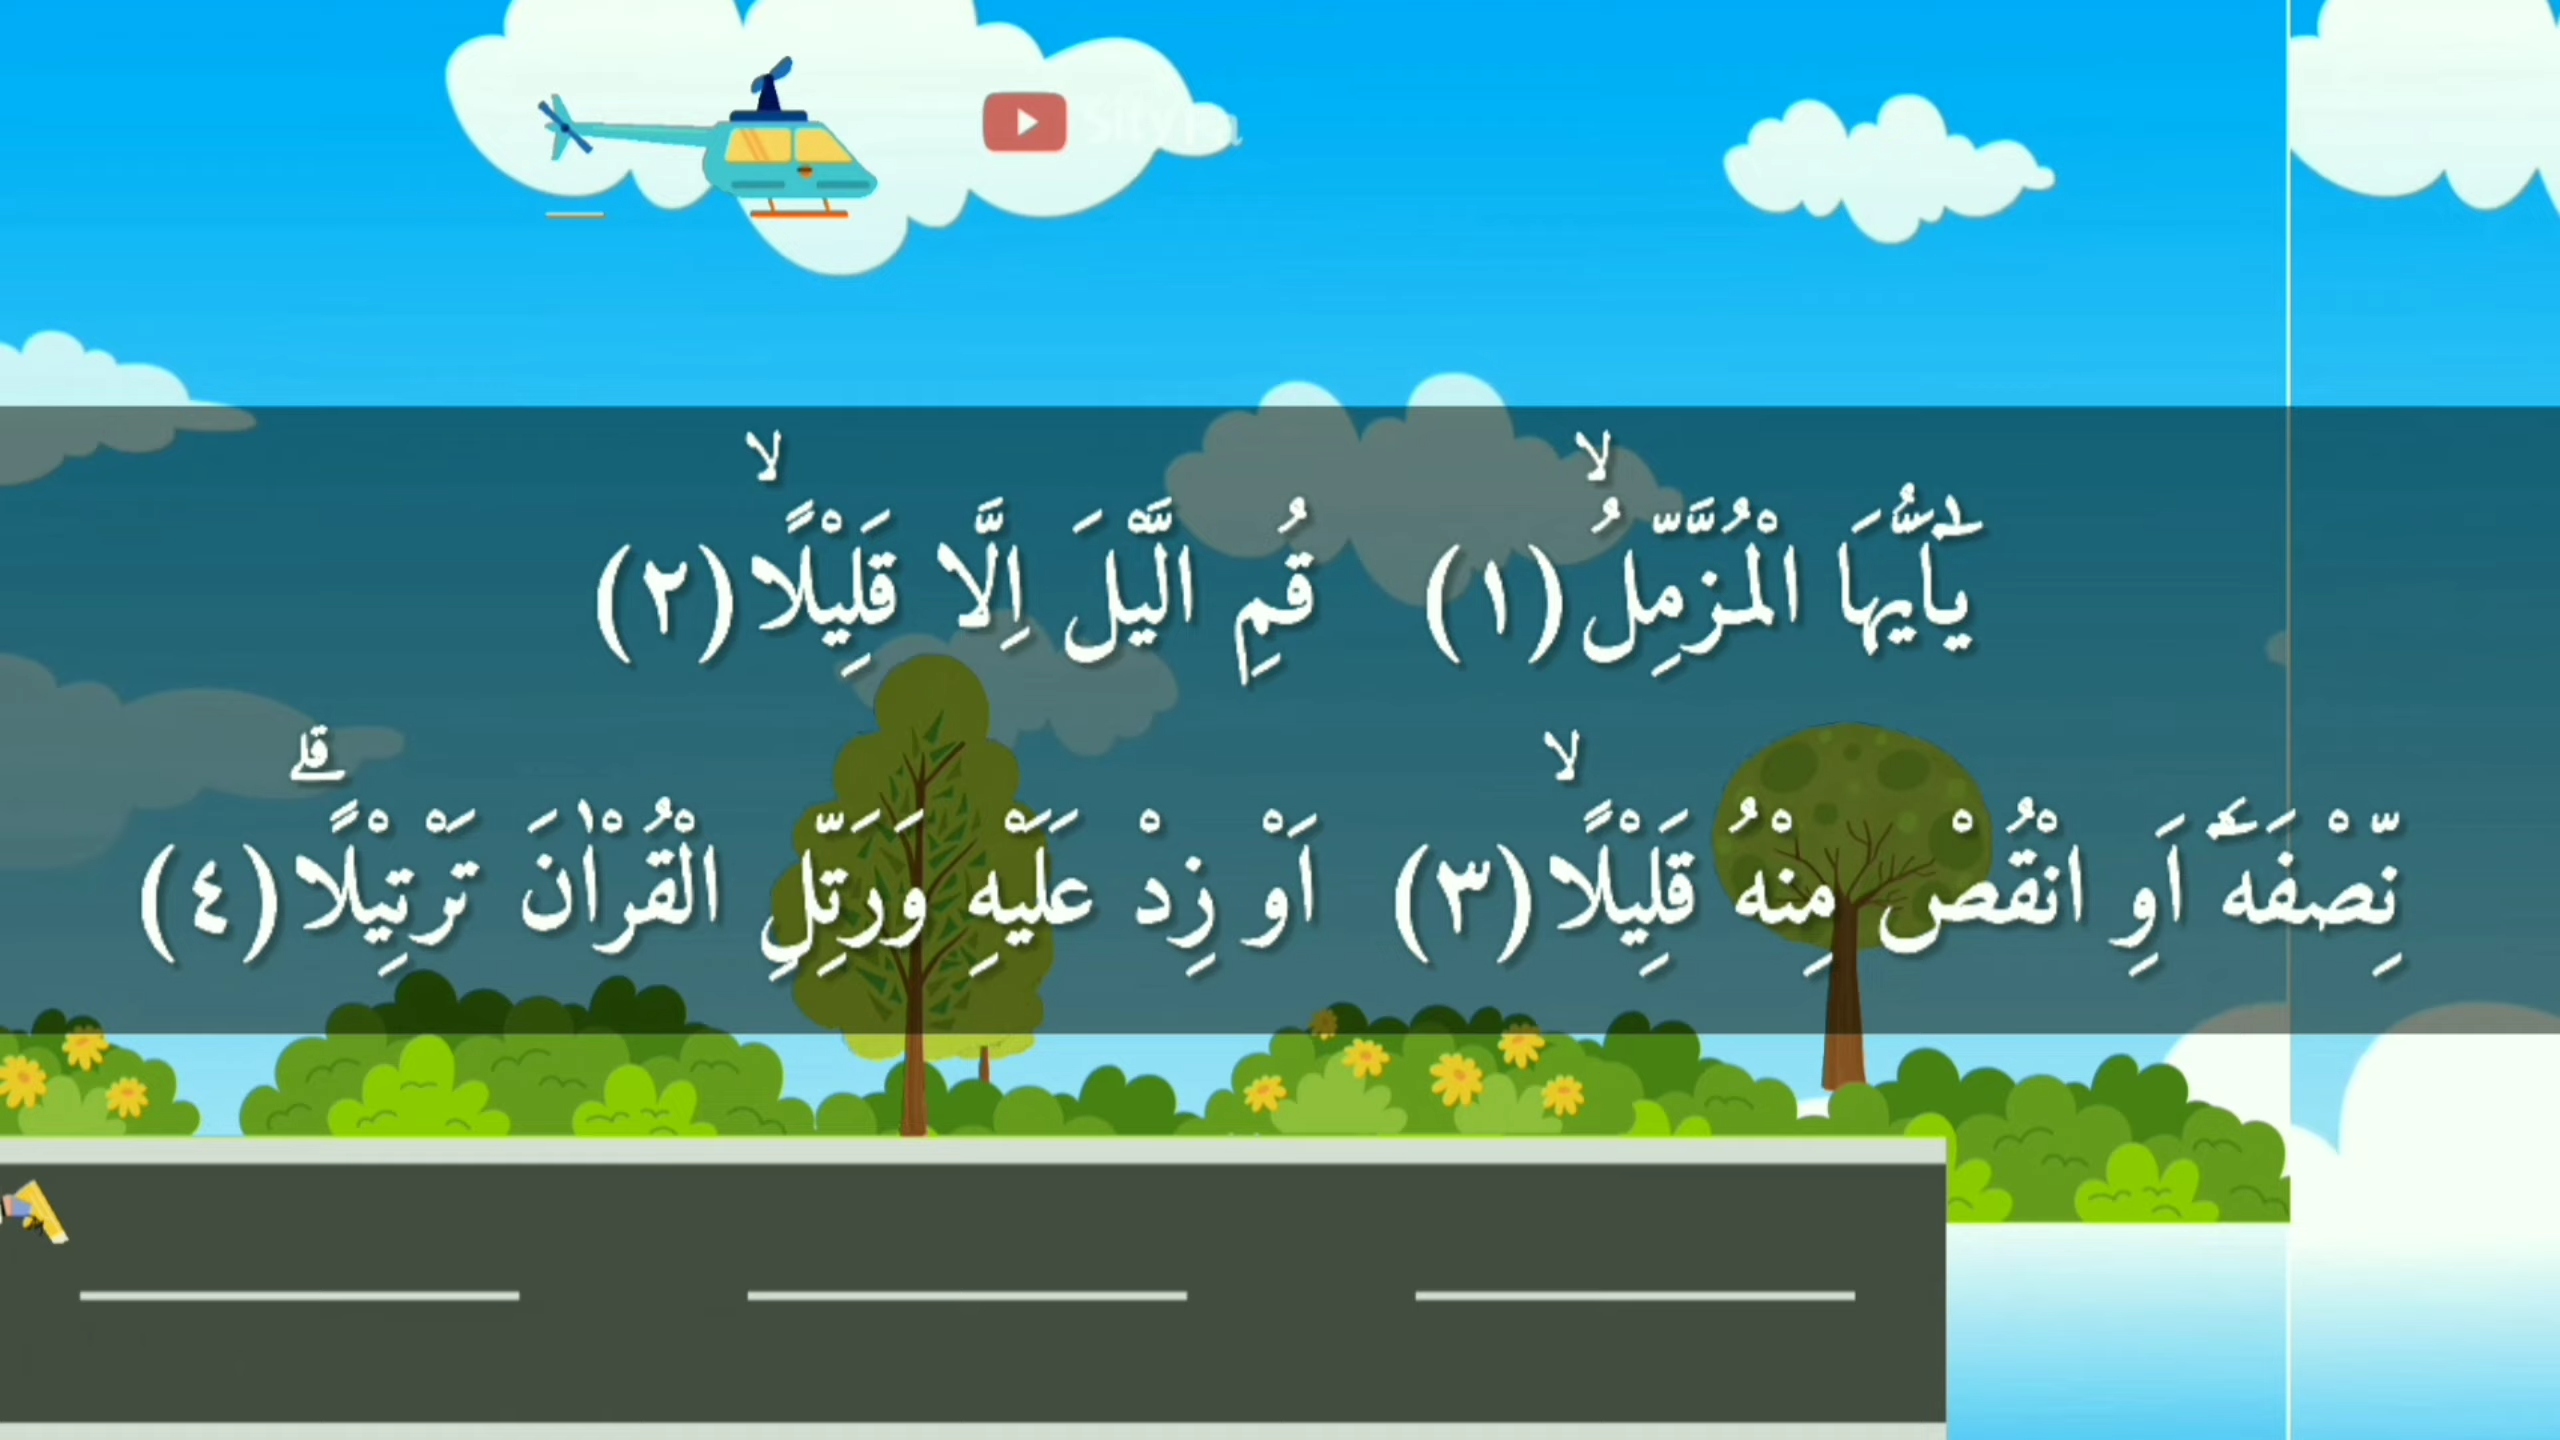 يٰٓاَيُّهَا الْمُزَّمِّلُۙ (١) قُمِ الَّيْلَ اِلَّا قَلِيْلًاۙ (٢)
نِّصْفَهٗٓ اَوِ انْقُصْ مِنْهُ قَلِيْلًاۙ (٣) اَوْ زِدْ عَلَيْهِ وَرَتِّلِ الْقُرْاٰنَ تَرْتِيْلًاۗ (٤)